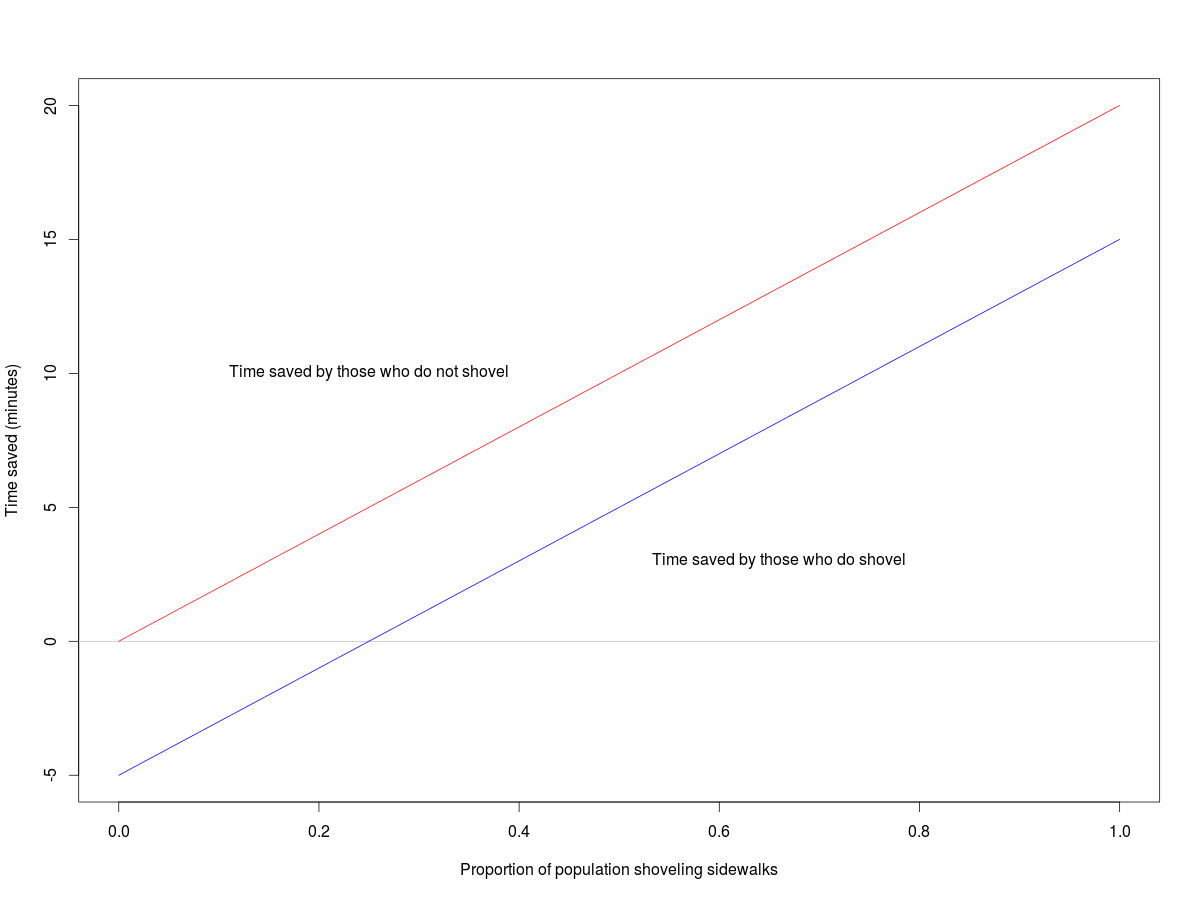 Time saved (minutes)
20
15
10
5
0
-5
Time saved by those who do not shovel
Time saved by those who do shovel
0.0 0.2 0.4 0.6 0.8 1.0
Proportion of population shoveling sidewalks